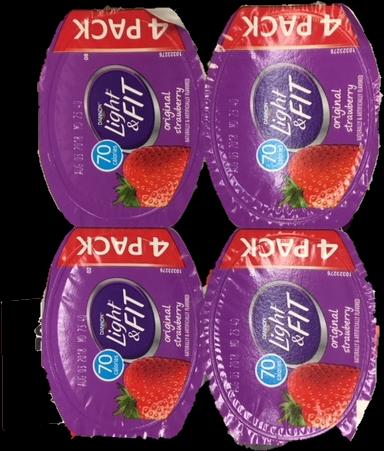 4 PACK
10323276
DANNON
Light
& FIT
original
strawberry
NATURALLY & ARTIFICIALLY FLAVORED
70
calories
4 PACK
10323276
DANNON
Light
& FIT
original
strawberry
NATURALLY & ARTIFICIALLY FLAVORED
70
calories
4 PACK
10323276
DANNON
Light
& FIT
original
strawberry
NATURALLY & ARTIFICIALLY FLAVORED
70
calories
4 PACK
10323276
DANNON
Light
& FIT
original
strawberry
NATURALLY & ARTIFICIALLY FLAVORED
70
calories